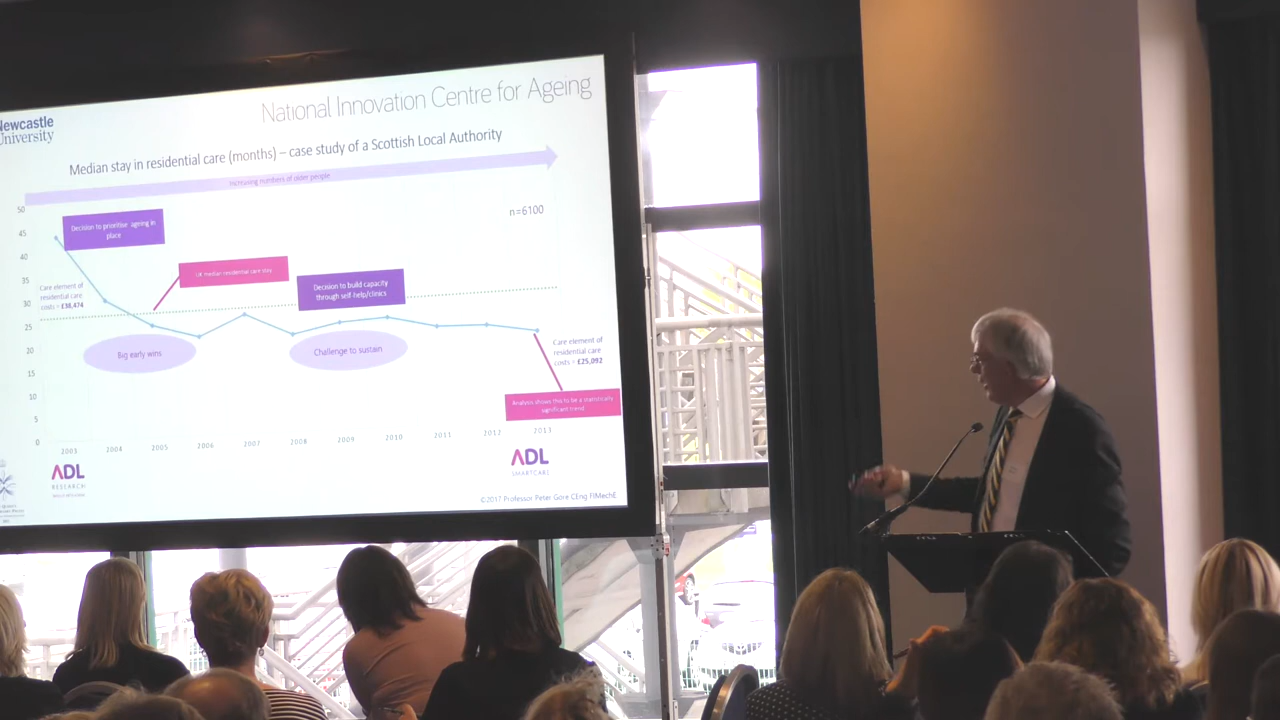 National Innovation Centre for Ageing
Newcastle
University
Median stay in residential care (months) – case study of a Scottish Local Authority
Increasing numbers of older people
n=6100
50
45
40
35
30
25
20
15
10
5
0
Decision to prioritise ageing in
place
UK median residential care stay
Decision to build capacity
through self-help/clinics
Care element of
residential care
costs = £38,474
Big early wins
Challenge to sustain
Care element of
residential care
costs = £25,092
Analysis shows this to be a statistically
significant trend
2003 2004 2005 2006 2007 2008 2009 2010 2011 2012 2013
ADL
RESEARCH
ADL
SMARTCARE
©2017 Professor Peter Gore CEng FIMechE